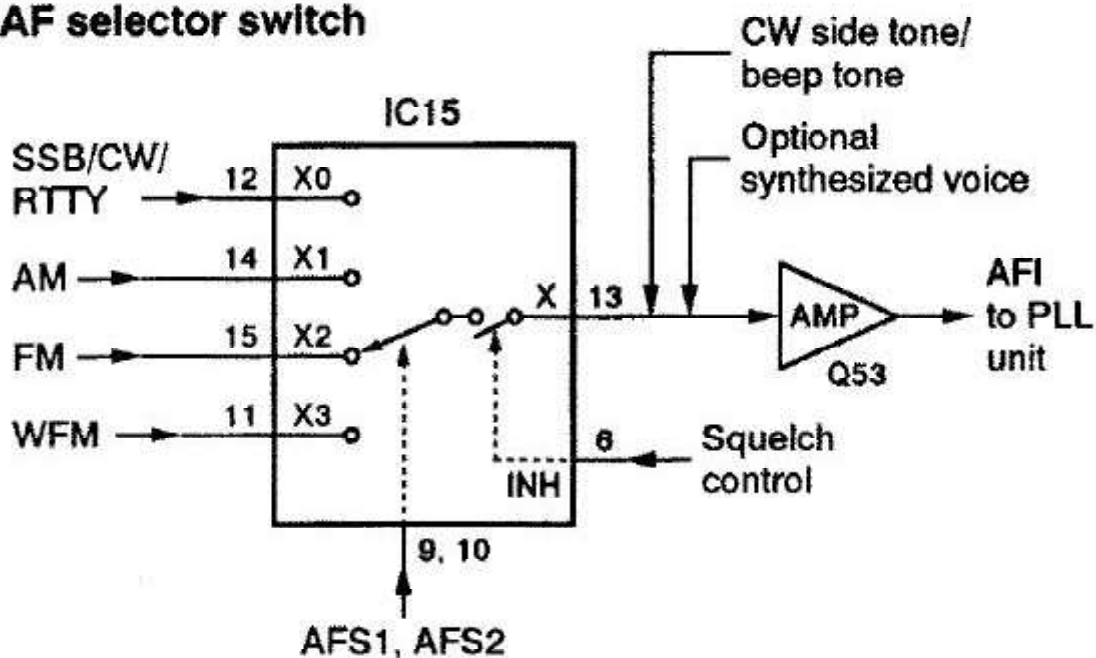 AF selector switch
CW side tone/
beep tone
IC15
Optional
synthesized voice
SSB/CW/
RTTY
12 X0
AM
14 X1
FM
15 X2
WFM
11 X3
X 13
AMP
Q53
AFI
to PLL
unit
6
INH
Squelch
control
9, 10
AFS1, AFS2